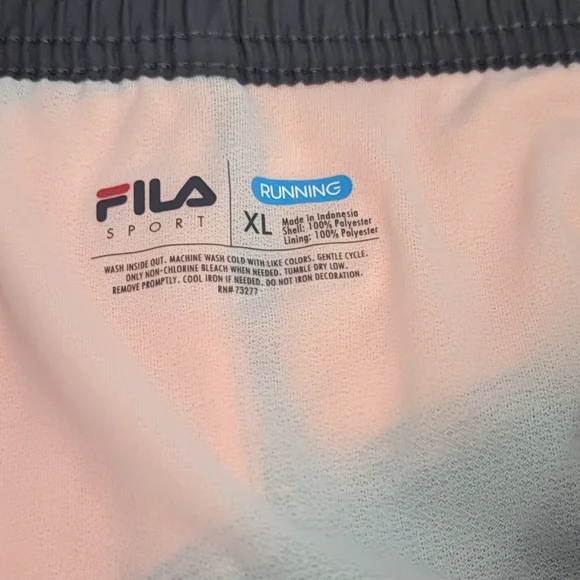 FILA
SPORT
RUNNING
XL
Made in Indonesia
Shell: 100% Polyester
Lining: 100% Polyester
WASH INSIDE OUT. MACHINE WASH COLD WITH LIKE COLORS. GENTLE CYCLE.
ONLY NON-CHLORINE BLEACH WHEN NEEDED. TUMBLE DRY LOW.
REMOVE PROMPTLY. COOL IRON IF NEEDED. DO NOT IRON DECORATION.
RN# 73277